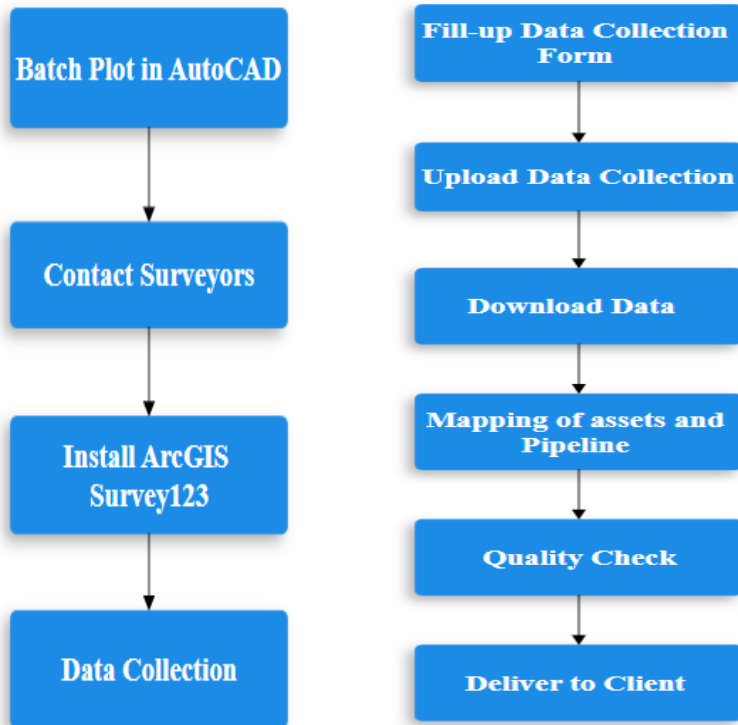 Batch Plot in AutoCAD
Contact Surveyors
Install ArcGIS
Survey123
Data Collection
Fill-up Data Collection
Form
Upload Data Collection
Download Data
Mapping of assets and
Pipeline
Quality Check
Deliver to Client